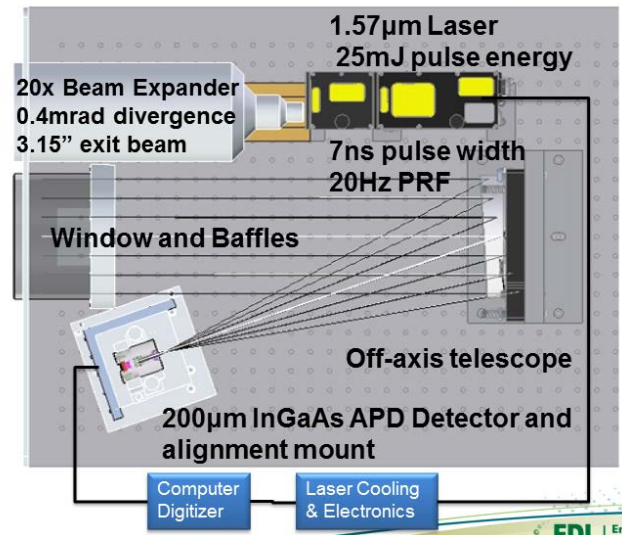 1.57µm Laser
25mJ pulse energy
20x Beam Expander
0.4mrad divergence
3.15” exit beam
7ns pulse width
20Hz PRF
Window and Baffles
Off-axis telescope
200µm InGaAs APD Detector and
alignment mount
Computer
Digitizer
Laser Cooling
& Electronics